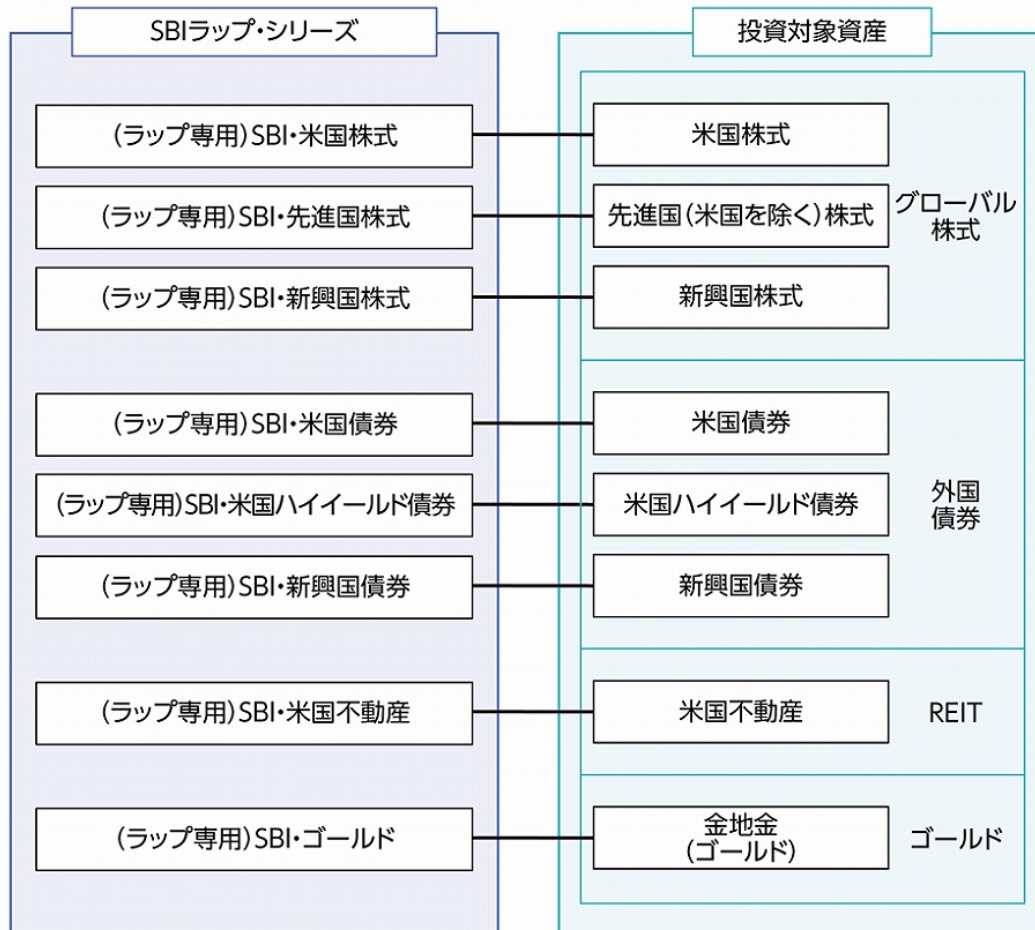 SBIラップ・シリーズ
投資対象資産
(ラップ専用)SBI・米国株式
米国株式
(ラップ専用)SBI・先進国株式
先進国(米国を除く)株式
グローバル
株式
(ラップ専用)SBI・新興国株式
新興国株式
(ラップ専用)SBI・米国債券
米国債券
(ラップ専用)SBI・米国ハイイールド債券
米国ハイイールド債券
外国
債券
(ラップ専用)SBI・新興国債券
新興国債券
(ラップ専用)SBI・米国不動産
米国不動産
REIT
(ラップ専用)SBI・ゴールド
金地金
(ゴールド)
ゴールド